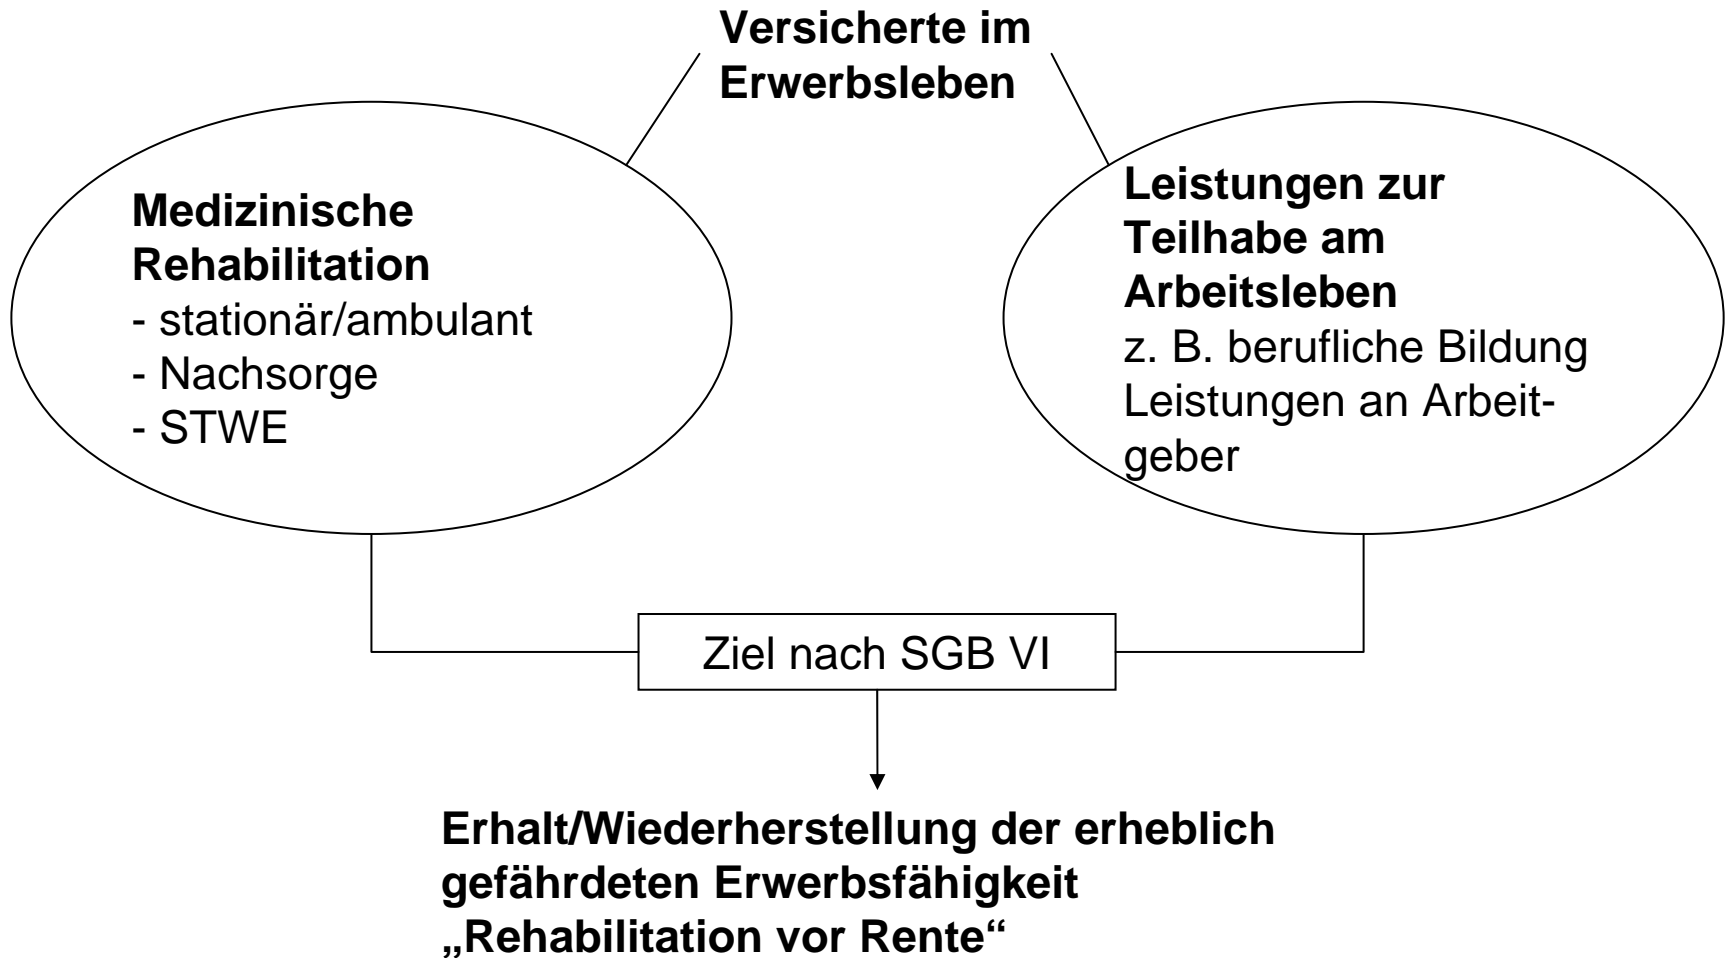 Versicherte im
Erwerbsleben
Medizinische
Rehabilitation
- stationär/ambulant
- Nachsorge
- STWE
Leistungen zur
Teilhabe am
Arbeitsleben
z. B. berufliche Bildung
Leistungen an Arbeit-
geber
Ziel nach SGB VI
Erhalt/Wiederherstellung der erheblich
gefährdeten Erwerbsfähigkeit
„Rehabilitation vor Rente“